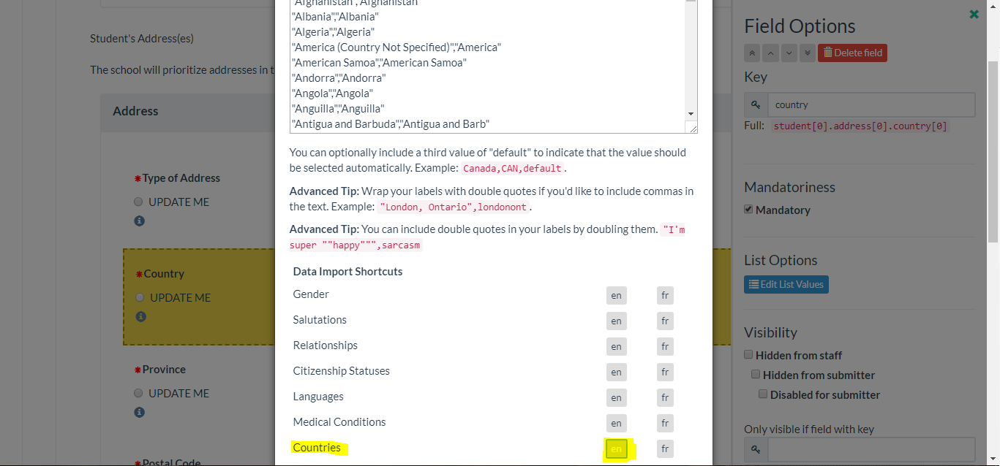 Student's Address(es)
The school will prioritize addresses in t
Address
*Type of Address
UPDATE ME
*Country
UPDATE ME
*Province
UPDATE ME
*Postal Code
"Afghanistan","Afghanistan"
"Albania","Albania"
"Algeria","Algeria"
"America (Country Not Specified)","America"
"American Samoa","American Samoa"
"Andorra","Andorra"
"Angola","Angola"
"Anguilla","Anguilla"
"Antigua and Barbuda","Antigua and Barb"
You can optionally include a third value of "default" to indicate that the value should
be selected automatically. Example: Canada,CAN,default.
Advanced Tip: Wrap your labels with double quotes if you'd like to include commas in
the text. Example: "London, Ontario",londonont.
Advanced Tip: You can include double quotes in your labels by doubling them. "I'm
super ""happy""",sarcasm
Data Import Shortcuts
Gender en fr
Salutations en fr
Relationships en fr
Citizenship Statuses en fr
Languages en fr
Medical Conditions en fr
Countries en fr
Field Options
Delete field
Key
country
Full: student[0].address[0].country[0]
Mandatoriness
Mandatory
List Options
Edit List Values
Visibility
Hidden from staff
Hidden from submitter
Disabled for submitter
Only visible if field with key